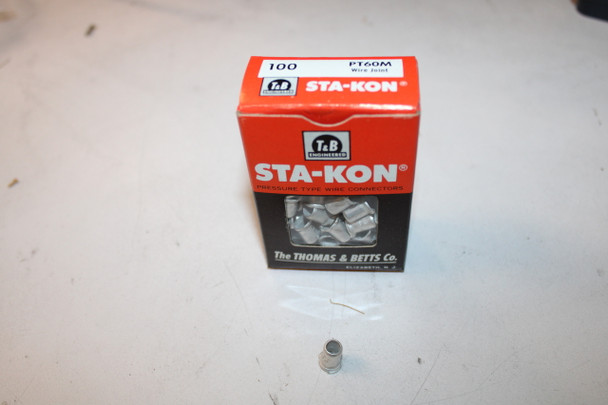 100 PT60M
Wire Joint
T&B STA-KON®
T&B
ENGINEERED
STA-KON®
PRESSURE TYPE WIRE CONNECTORS
The THOMAS & BETTS Co.
ELIZABETH, N. J.